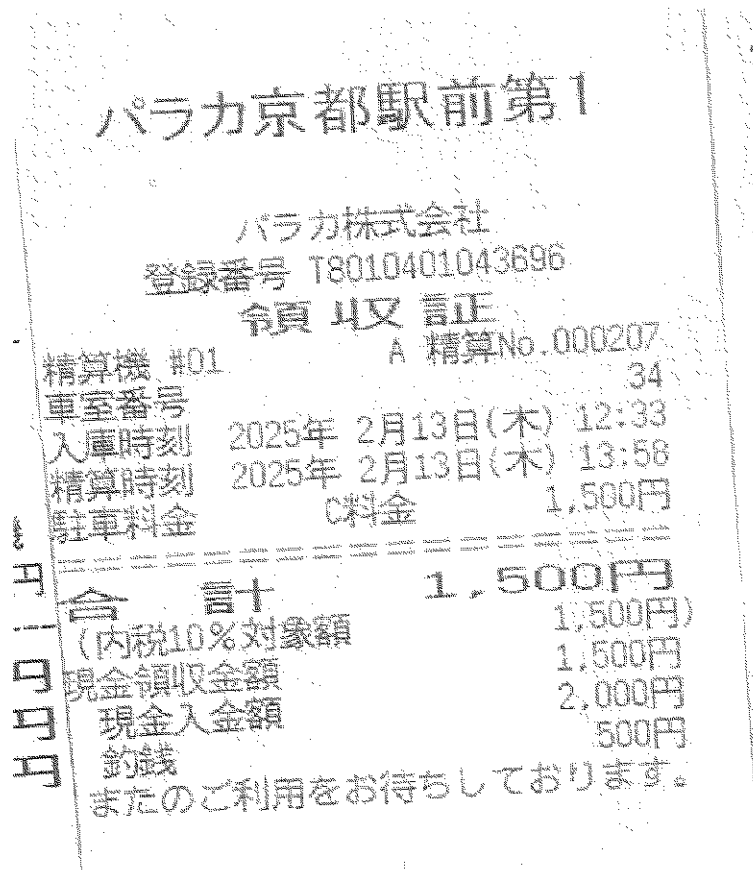 パラカ京都駅前第1
パラカ株式会社
登録番号 T8010401043696
領収証
精算機 #01 A 精算No.000207
車室番号 34
入庫時刻 2025年 2月13日(木) 12:33
精算時刻 2025年 2月13日(木) 13:56
駐車料金 C料金 1,500円
合 計 1,500円
(内税10%対象額 1,500円)
現金領収金額 1,500円
現金入金額 2,000円
釣銭 500円
またのご利用をお待ちしております。
円
円
円
円